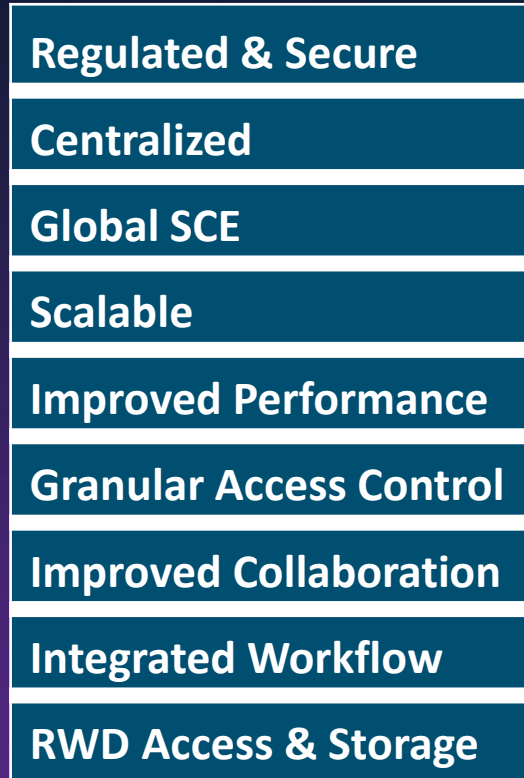 Regulated & Secure
Centralized
Global SCE
Scalable
Improved Performance
Granular Access Control
Improved Collaboration
Integrated Workflow
RWD Access & Storage